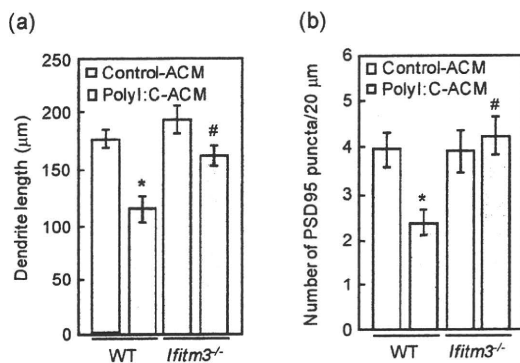 (a)
Dendrite length (μm)
250
200
150
100
50
0
Control-ACM
PolyI:C-ACM
*
#
WT
Ifitm3-/-
(b)
Number of PSD95 puncta/20 μm
6
5
4
3
2
1
0
Control-ACM
PolyI:C-ACM
*
#
WT
Ifitm3-/-